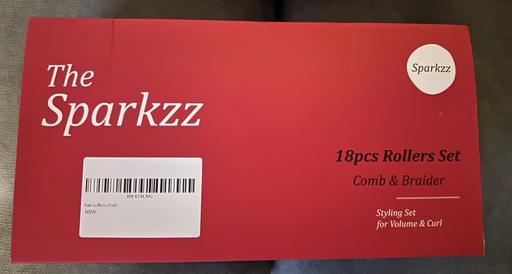 The
Sparkzz
Sparkzz
18pcs Rollers Set
Comb & Braider
Styling Set
for Volume & Curl
NEW